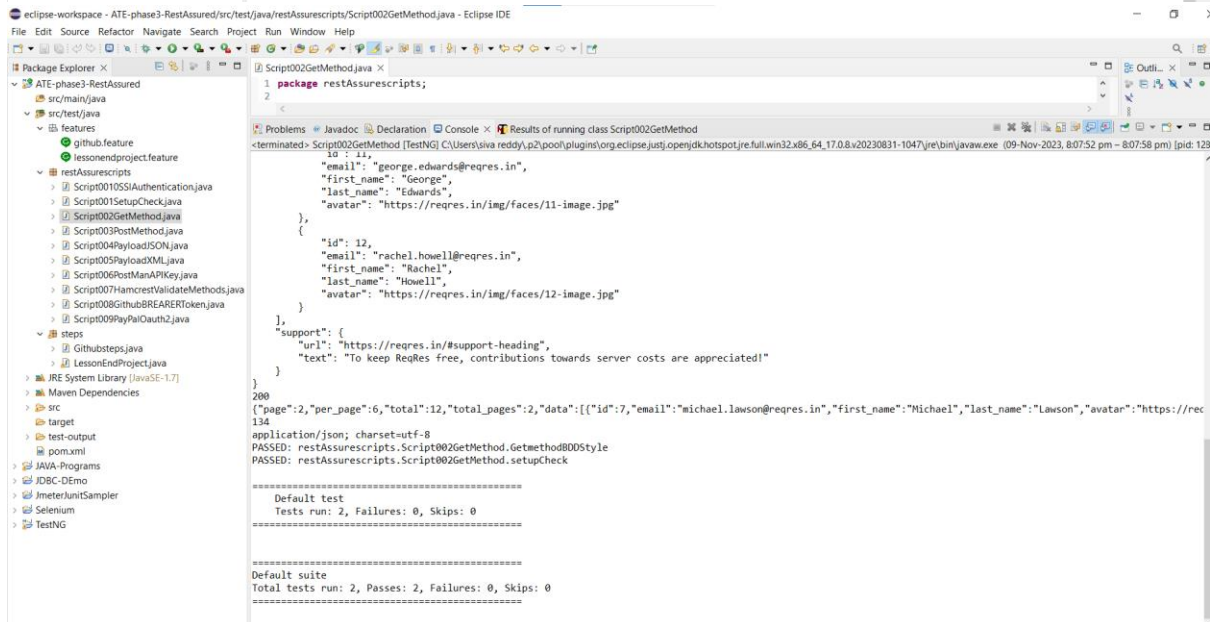 eclipse-workspace - ATE-phase3-RestAssured/src/test/java/restAssurescripts/Script002GetMethod.java - Eclipse IDE
File Edit Source Refactor Navigate Search Project Run Window Help
Package Explorer
ATE-phase3-RestAssured
src/main/java
src/test/java
features
github.feature
lessonendproject.feature
restAssurescripts
Script0010SSIAuthentication.java
Script001SetupCheck.java
Script002GetMethod.java
Script003PostMethod.java
Script004PayloadJSON.java
Script005PayloadXML.java
Script006PostManAPIKey.java
Script007HamcrestValidateMethods.java
Script008GithubBREARERToken.java
Script009PayPalOauth2.java
steps
Githubsteps.java
LessonEndProject.java
JRE System Library [JavaSE-1.7]
Maven Dependencies
src
target
test-output
pom.xml
JAVA-Programs
JDBC-DEmo
JmeterJunitSampler
Selenium
TestNG
Script002GetMethod.java
1 package restAssurescripts;
2
Outli...
Problems Javadoc Declaration Console Results of running class Script002GetMethod
<terminated> Script002GetMethod [TestNG] C:\Users\siva reddy\.p2\pool\plugins\org.eclipse.justj.openjdk.hotspot.jre.full.win32.x86_64_17.0.8.v20230831-1047\jre\bin\javaw.exe (09-Nov-2023, 8:07:52 pm – 8:07:58 pm) [pid: 128
"id": 11,
"email": "george.edwards@reqres.in",
"first_name": "George",
"last_name": "Edwards",
"avatar": "https://reqres.in/img/faces/11-image.jpg"
},
{
"id": 12,
"email": "rachel.howell@reqres.in",
"first_name": "Rachel",
"last_name": "Howell",
"avatar": "https://reqres.in/img/faces/12-image.jpg"
}
],
"support": {
"url": "https://reqres.in/#support-heading",
"text": "To keep ReqRes free, contributions towards server costs are appreciated!"
}
}
200
{"page":2,"per_page":6,"total":12,"total_pages":2,"data":[{"id":7,"email":"michael.lawson@reqres.in","first_name":"Michael","last_name":"Lawson","avatar":"https://rec
134
application/json; charset=utf-8
PASSED: restAssurescripts.Script002GetMethod.GetmethodBDDStyle
PASSED: restAssurescripts.Script002GetMethod.setupCheck
===============================================
Default test
Tests run: 2, Failures: 0, Skips: 0
===============================================
===============================================
Default suite
Total tests run: 2, Passes: 2, Failures: 0, Skips: 0
===============================================